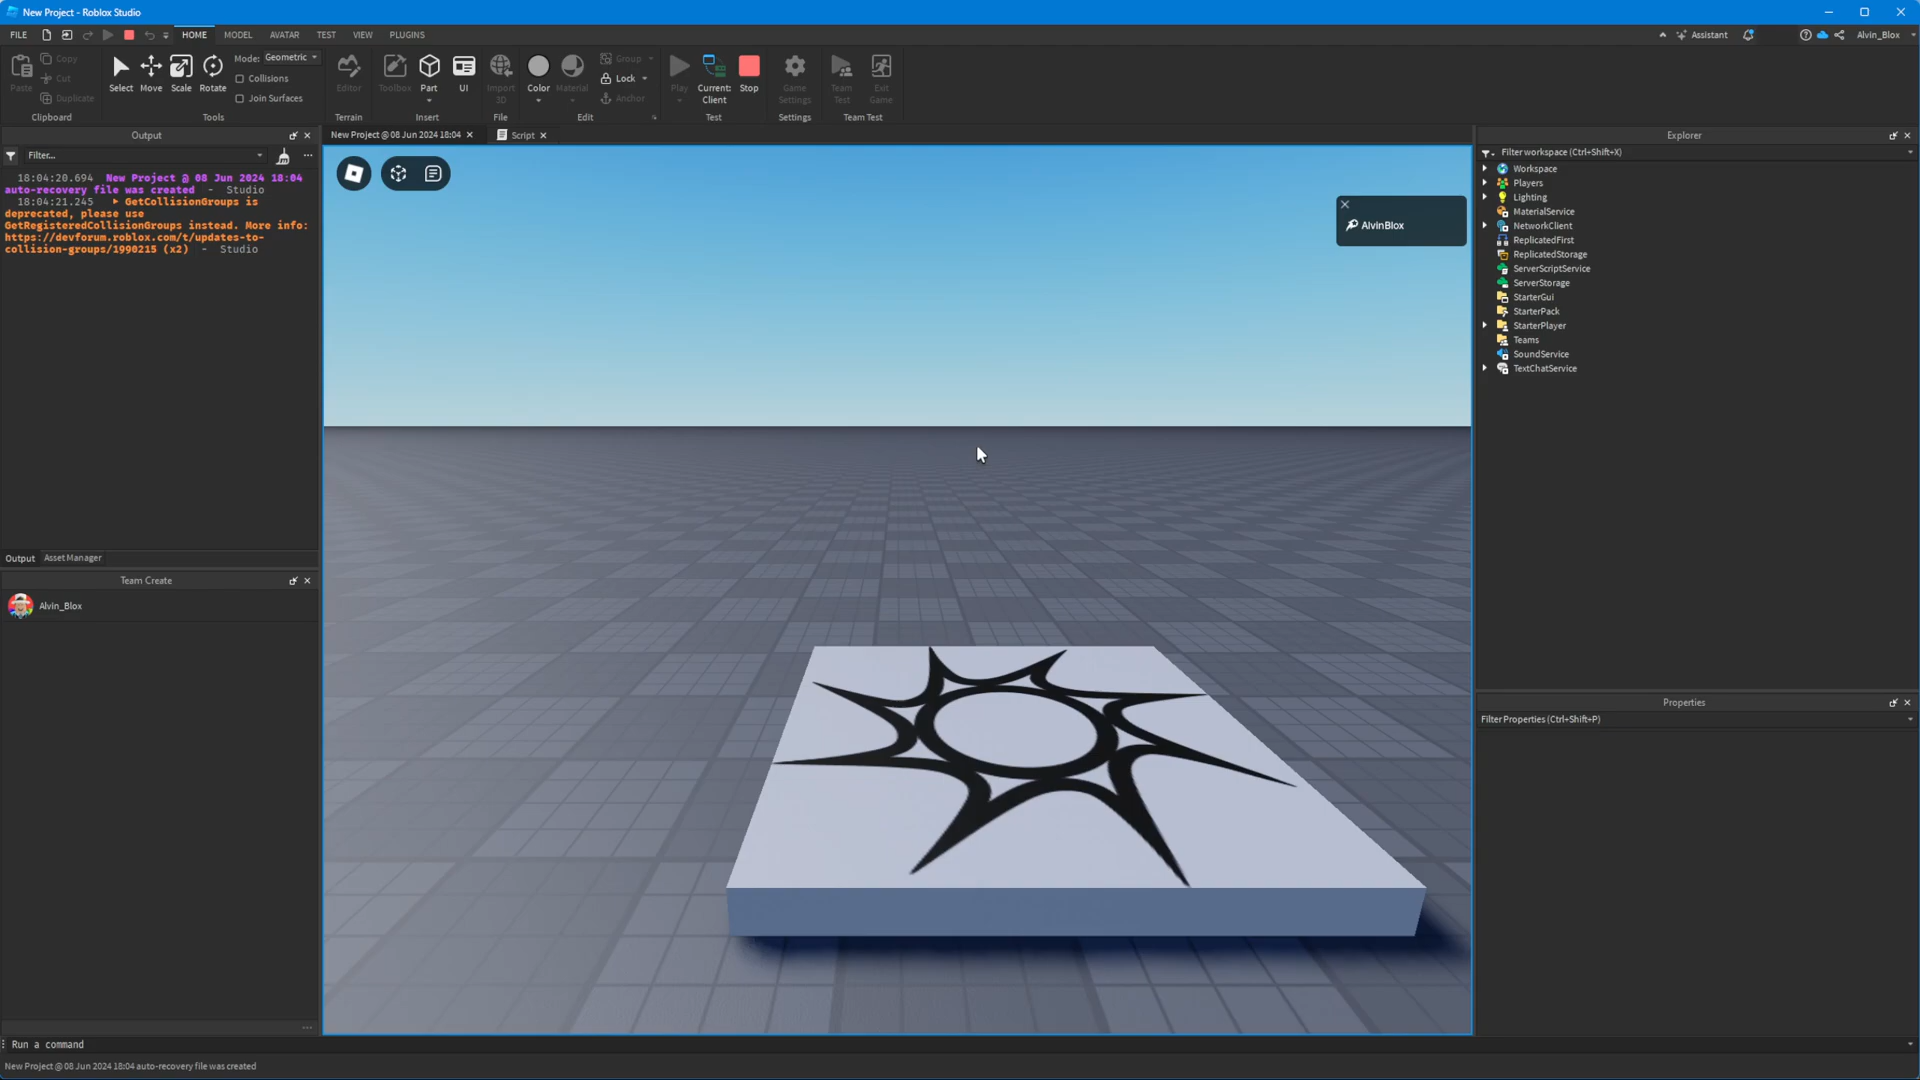 New Project - Roblox Studio
FILE
HOME
MODEL
AVATAR
TEST
VIEW
PLUGINS
Assistant
Alvin_Blox
Paste
Copy
Cut
Duplicate
Clipboard
Select
Move
Scale
Rotate
Mode:
Geometric
Collisions
Join Surfaces
Tools
Editor
Terrain
Toolbox
Part
UI
Insert
Import
3D
File
Color
Material
Group
Lock
Anchor
Edit
Play
Current:
Client
Stop
Test
Game
Settings
Settings
Team
Test
Exit
Game
Team Test
Output
Filter...
18:04:20.694 New Project @ 08 Jun 2024 18:04
auto-recovery file was created - Studio
18:04:21.245 GetCollisionGroups is
deprecated, please use
GetRegisteredCollisionGroups instead. More info:
https://devforum.roblox.com/t/updates-to-
collision-groups/1990215 (x2) - Studio
Output
Asset Manager
Team Create
Alvin_Blox
New Project @ 08 Jun 2024 18:04
Script
AlvinBlox
Explorer
Filter workspace (Ctrl+Shift+X)
Workspace
Players
Lighting
MaterialService
NetworkClient
ReplicatedFirst
ReplicatedStorage
ServerScriptService
ServerStorage
StarterGui
StarterPack
StarterPlayer
Teams
SoundService
TextChatService
Properties
Filter Properties (Ctrl+Shift+P)
Run a command
New Project @ 08 Jun 2024 18:04 auto-recovery file was created